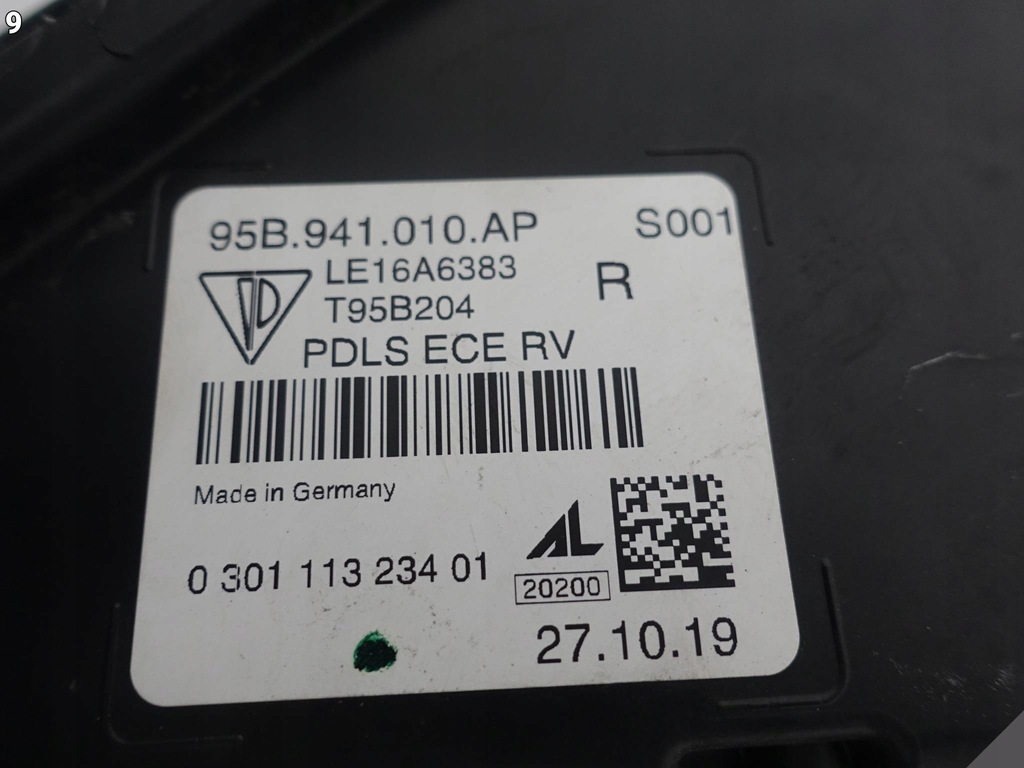 9
95B.941.010.AP S001
LE16A6383 R
T95B204
PDLS ECE RV
Made in Germany
AL
0 301 113 234 01
20200
27.10.19